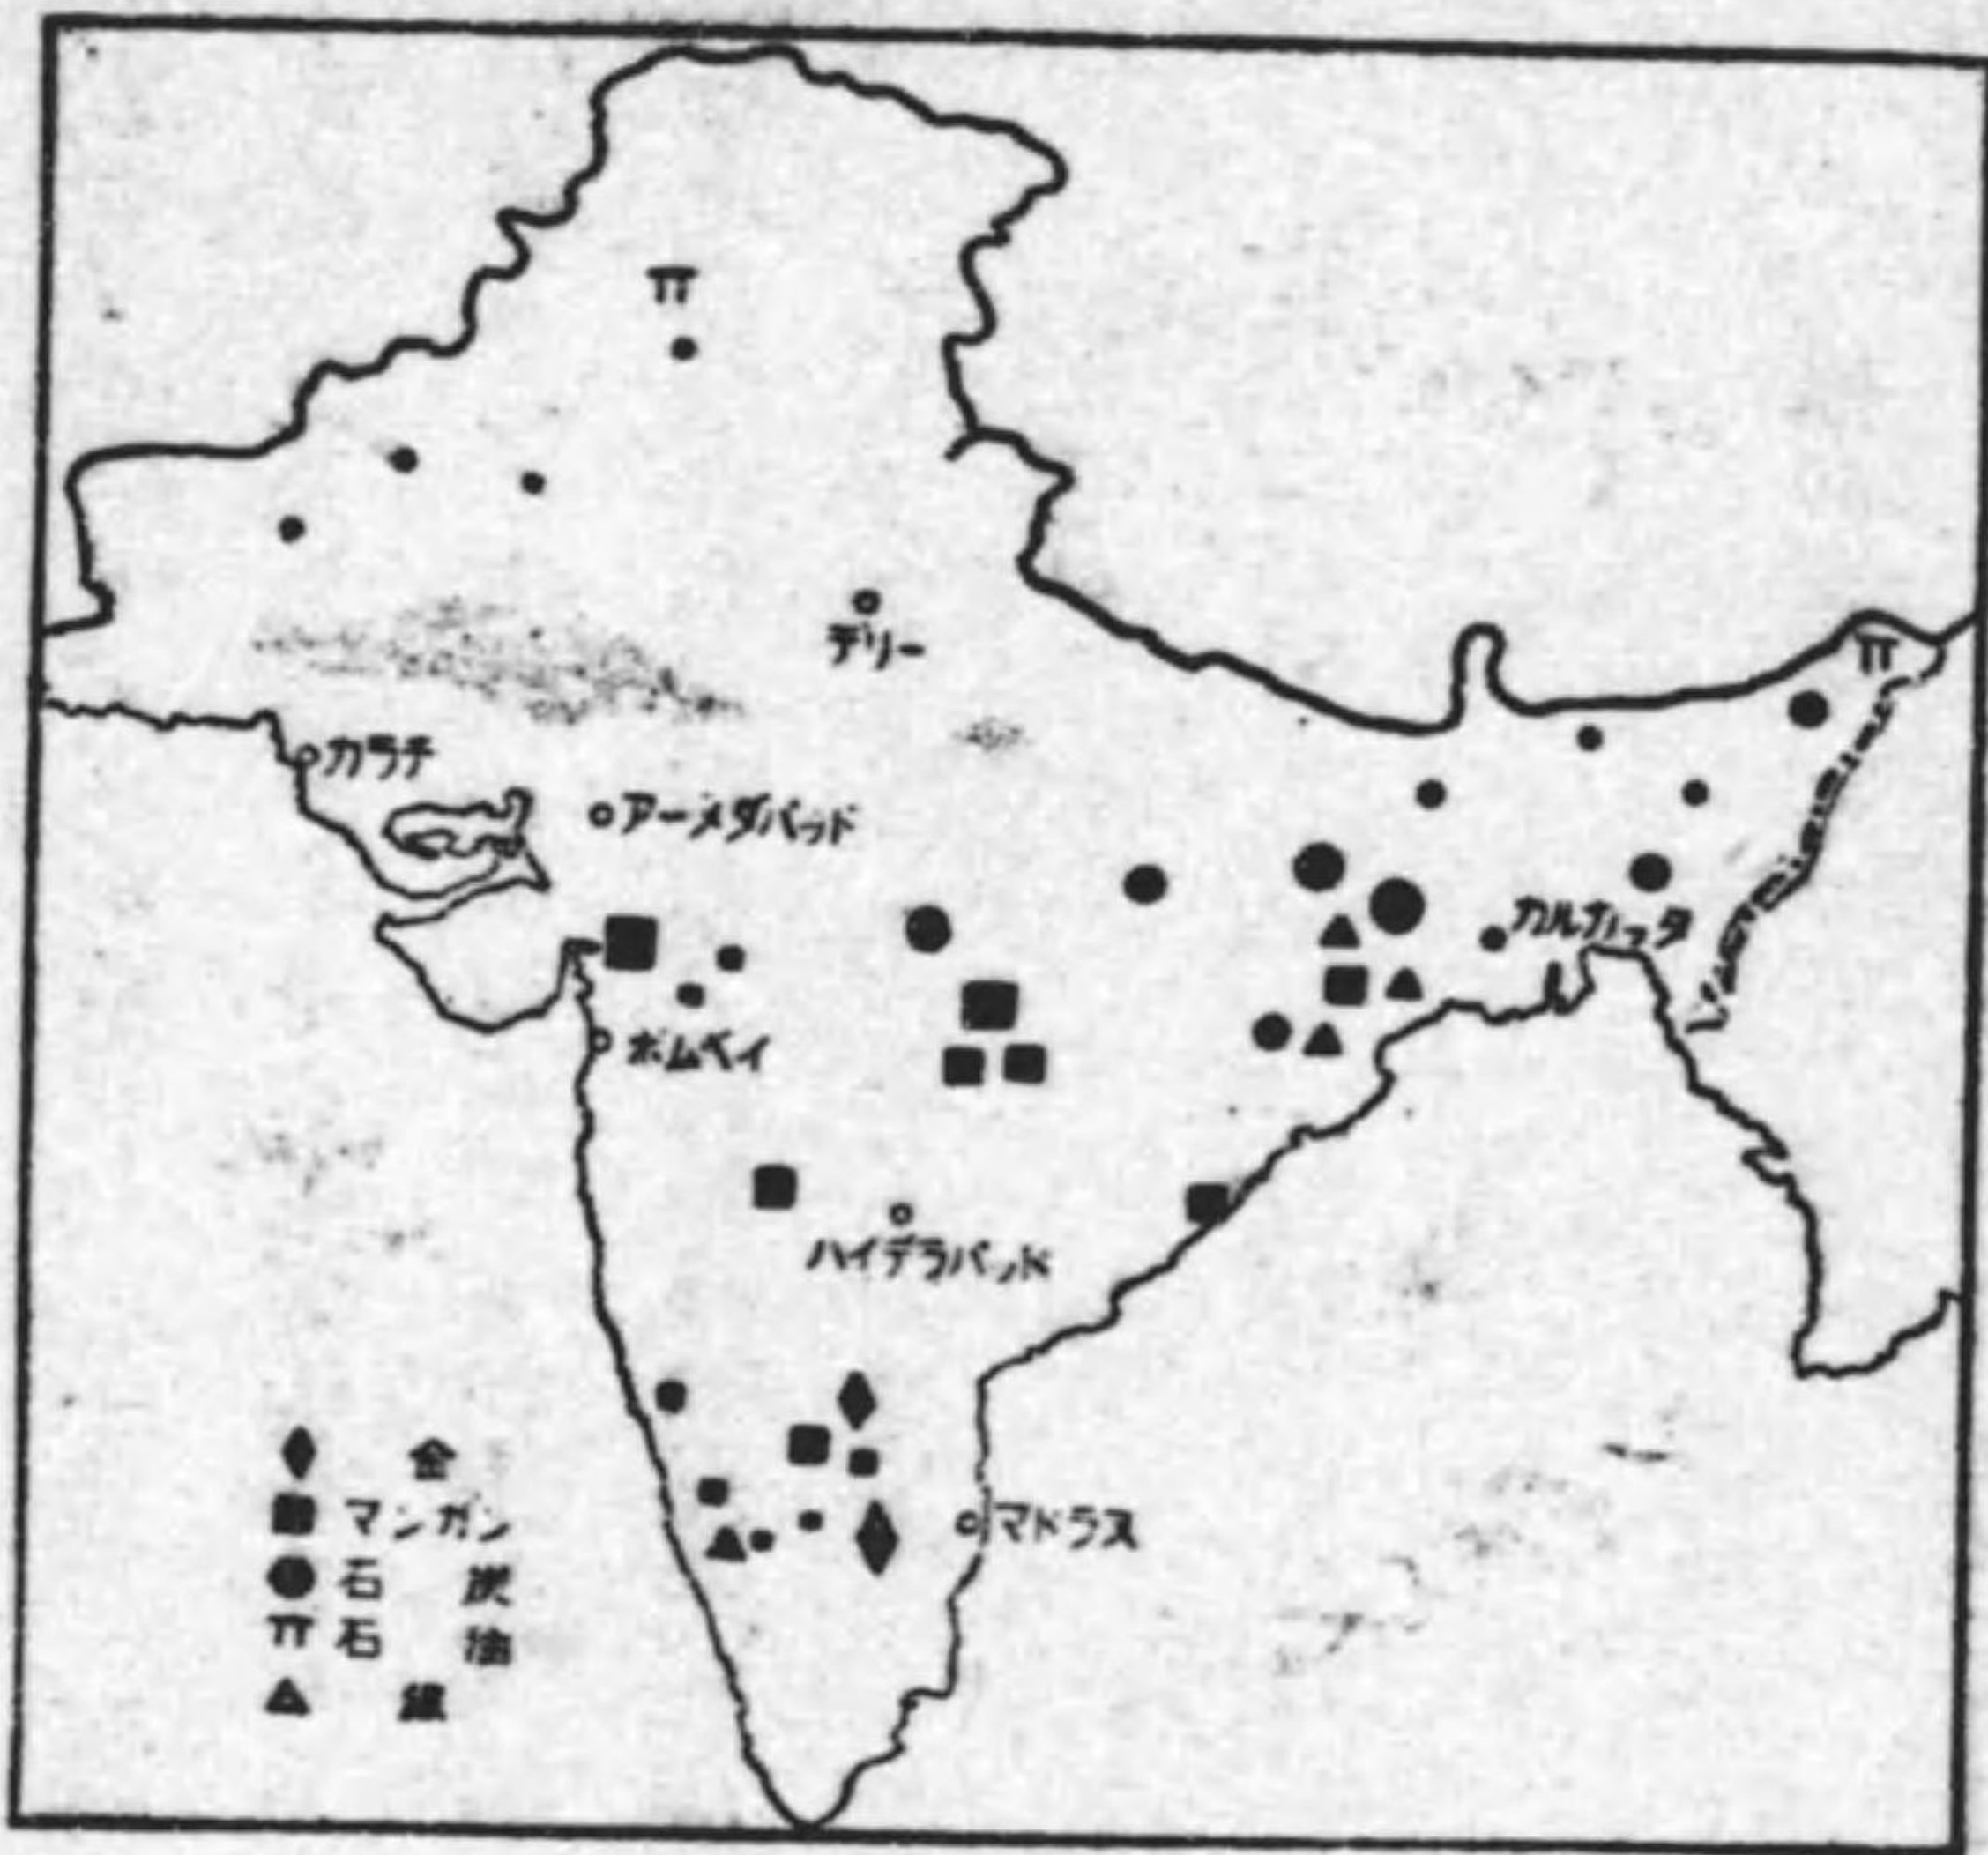 デリー
カラチ
アーメダバッド
カルカッタ
ボムベイ
ハイデラバッド
マドラス
金
マンガン
石炭
石油